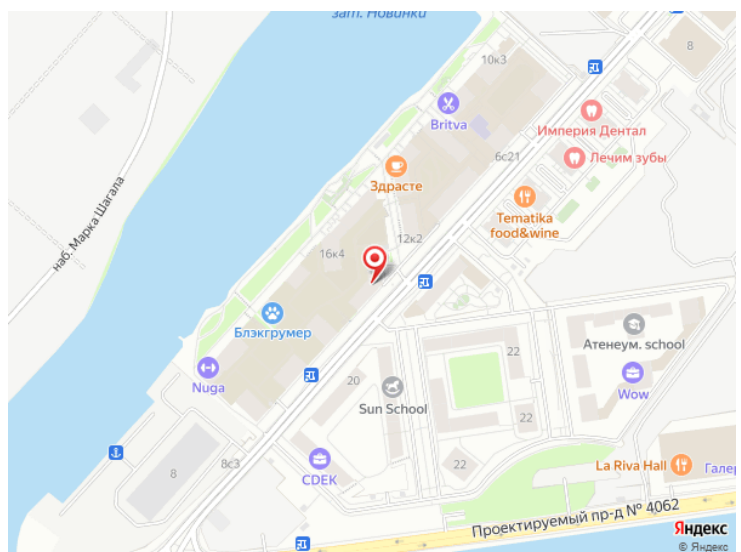 зат. Новинки
10к3
8
Britva
Империя Дентал
6с21
Лечим зубы
наб. Марка Шагала
Здрасте
Tematika
food&wine
12к2
16к4
Блэкгрумер
Атенеум. school
22
20
Nuga
Sun School
Wow
22
22
8
8с3
CDEK
La Riva Hall
Галер
Проектируемый пр-д № 4062
Яндекс
© Яндекс